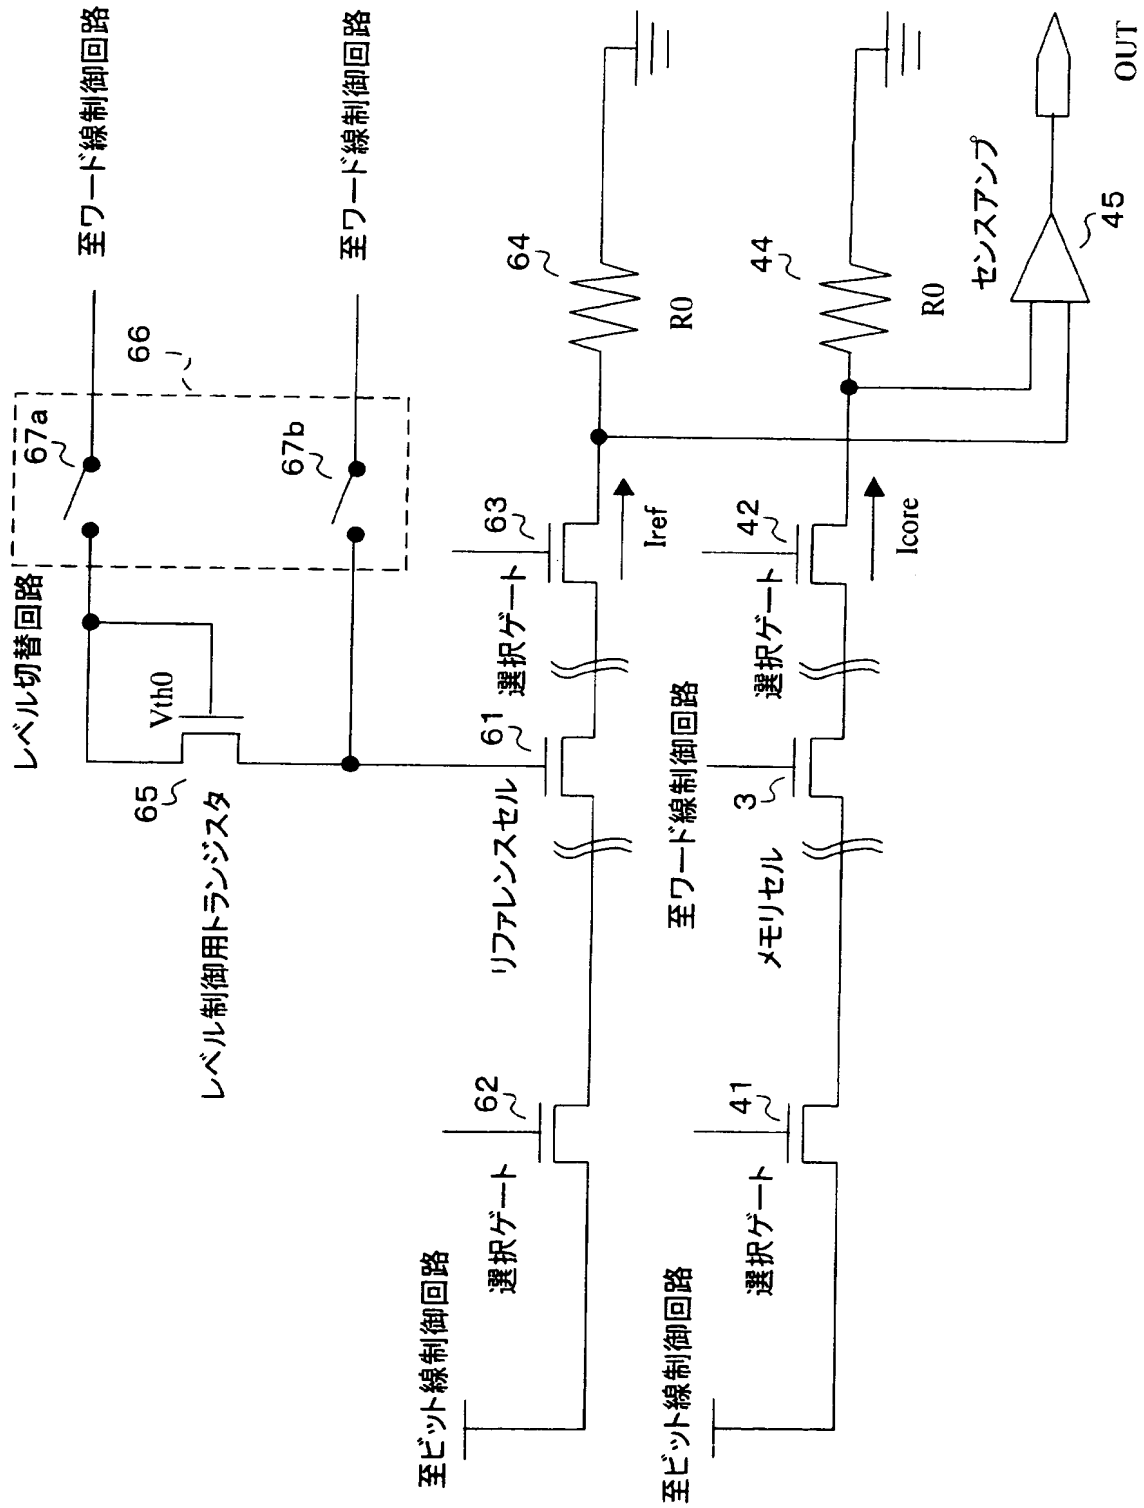 至ワード線制御回路
至ワード線制御回路
66
67a
67b
レベル切替回路
Vth0
65
レベル制御用トランジスタ
至ビット線制御回路
選択ゲート
62
リファレンスセル
61
選択ゲート
63
Iref
64
R0
至ビット線制御回路
選択ゲート
41
至ワード線制御回路
メモリセル
3
選択ゲート
42
Icore
44
R0
センスアンプ
45
OUT